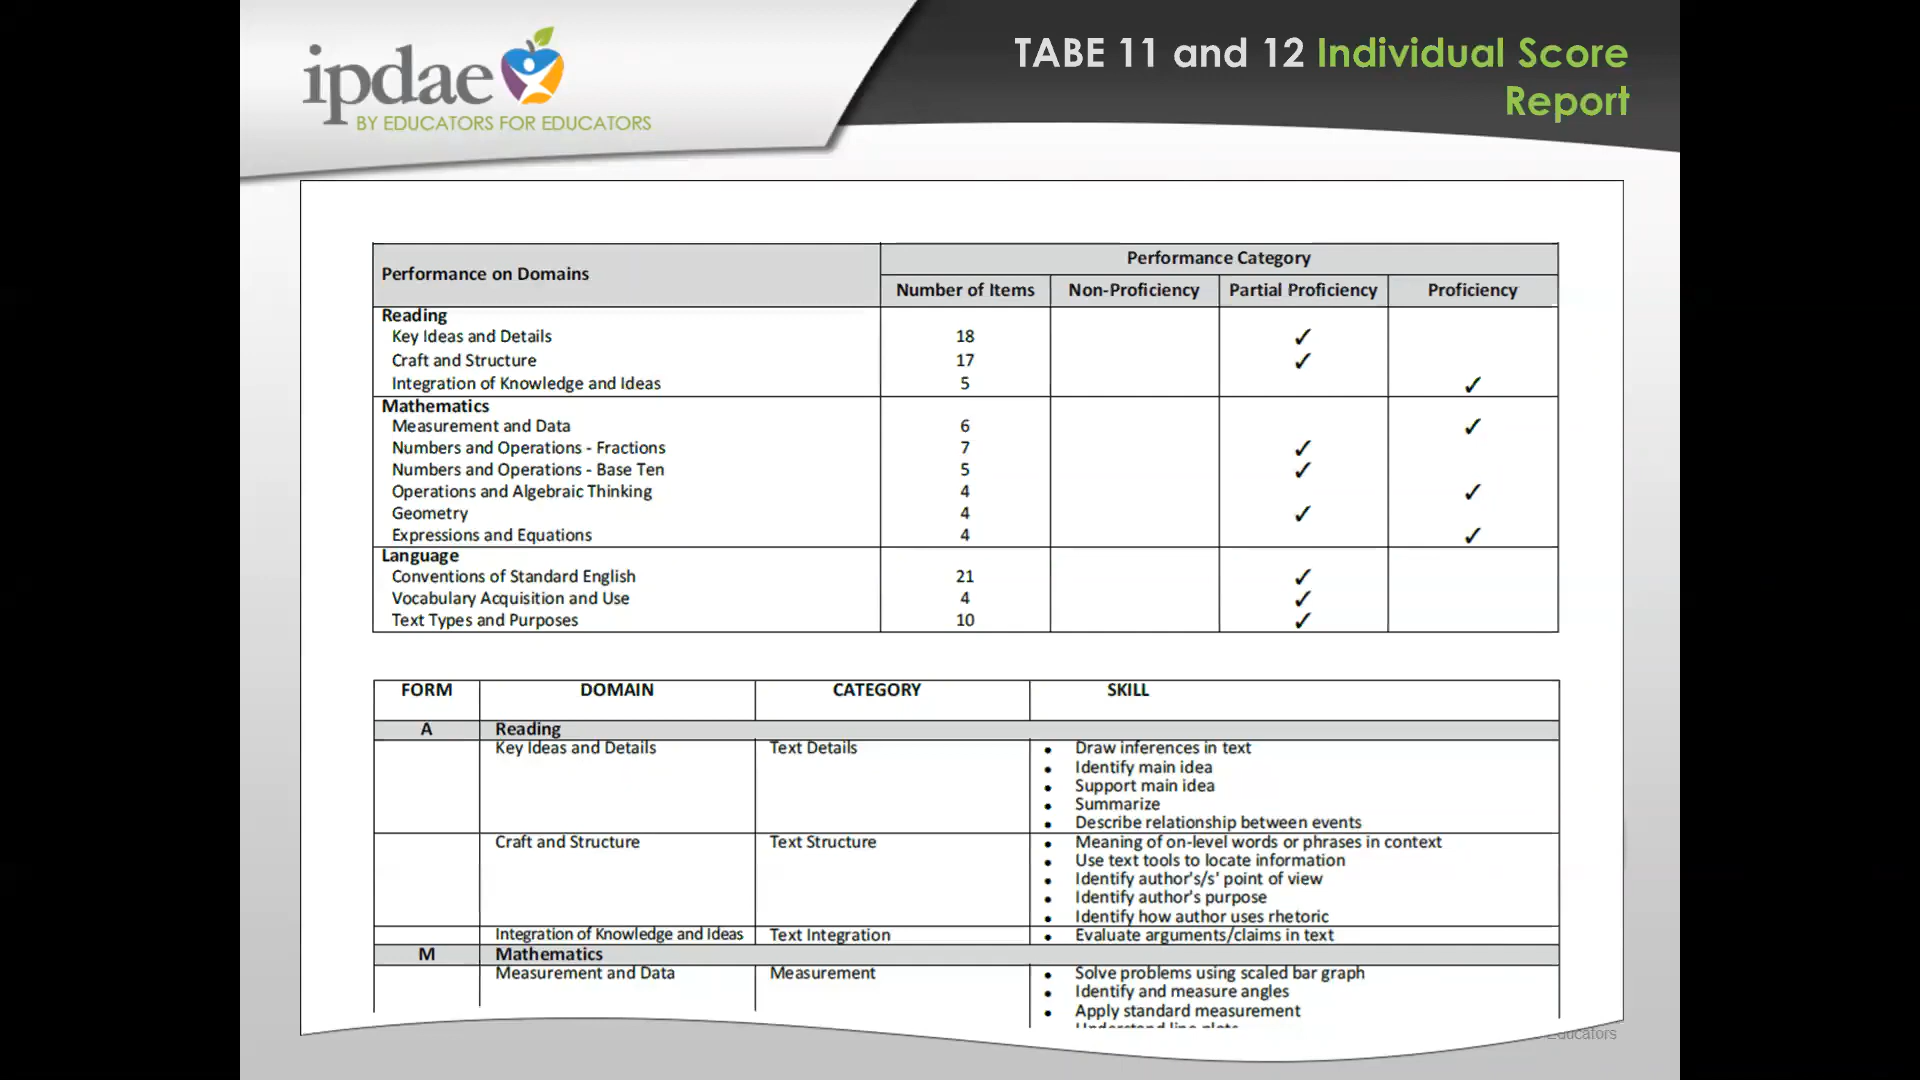 ipdae
BY EDUCATORS FOR EDUCATORS
TABE 11 and 12 Individual Score
Report
Performance on Domains
Performance Category
Number of Items Non-Proficiency Partial Proficiency Proficiency
Reading
Key Ideas and Details 18 ✓
Craft and Structure 17 ✓
Integration of Knowledge and Ideas 5 ✓
Mathematics
Measurement and Data 6 ✓
Numbers and Operations - Fractions 7 ✓
Numbers and Operations - Base Ten 5 ✓
Operations and Algebraic Thinking 4 ✓
Geometry 4 ✓
Expressions and Equations 4 ✓
Language
Conventions of Standard English 21 ✓
Vocabulary Acquisition and Use 4 ✓
Text Types and Purposes 10 ✓
FORM DOMAIN CATEGORY SKILL
A Reading
Key Ideas and Details Text Details • Draw inferences in text
• Identify main idea
• Support main idea
• Summarize
• Describe relationship between events
Craft and Structure Text Structure • Meaning of on-level words or phrases in context
• Use text tools to locate information
• Identify author's/s' point of view
• Identify author's purpose
• Identify how author uses rhetoric
Integration of Knowledge and Ideas Text Integration • Evaluate arguments/claims in text
M Mathematics
Measurement and Data Measurement • Solve problems using scaled bar graph
• Identify and measure angles
• Apply standard measurement
Educators